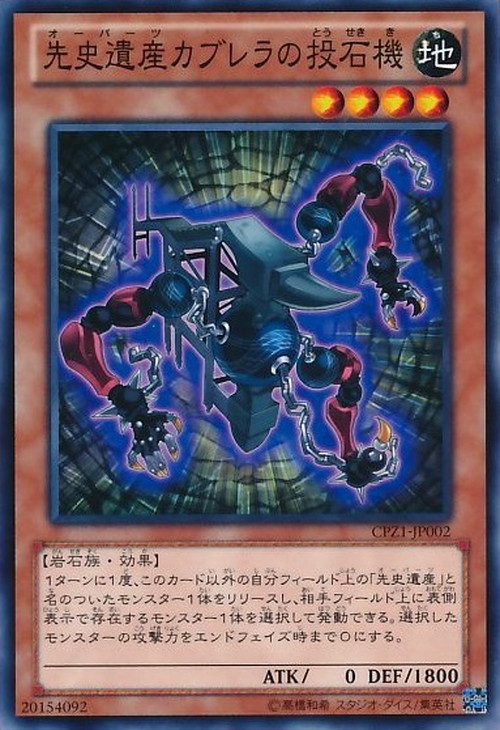 オーパーツ とうせきき
先史遺産カブレラの投石機
地
CPZ1-JP002
【岩石族・効果】
1ターンに1度、このカード以外の自分フィールド上の「先史遺産」と
名のついたモンスター1体をリリースし、相手フィールド上に表側
表示で存在するモンスター1体を選択して発動できる。選択した
モンスターの攻撃力をエンドフェイズ時まで0にする。
ATK/ 0 DEF/1800
20154092 ©高橋和希 スタジオ・ダイス/集英社